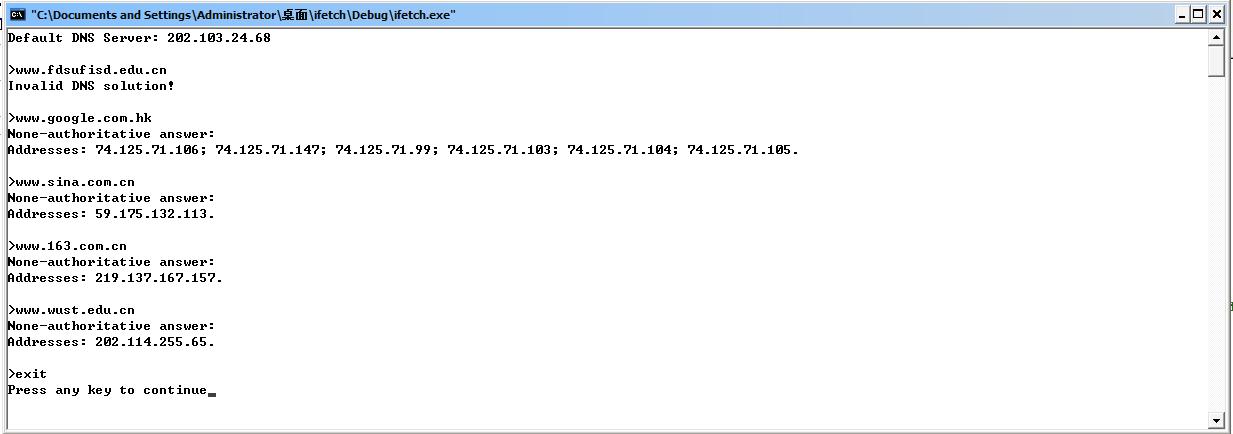 "C:\Documents and Settings\Administrator\桌面\ifetch\Debug\ifetch.exe"
Default DNS Server: 202.103.24.68
>www.fdsufisd.edu.cn
Invalid DNS solution!
>www.google.com.hk
None-authoritative answer:
Addresses: 74.125.71.106; 74.125.71.147; 74.125.71.99; 74.125.71.103; 74.125.71.104; 74.125.71.105.
>www.sina.com.cn
None-authoritative answer:
Addresses: 59.175.132.113.
>www.163.com.cn
None-authoritative answer:
Addresses: 219.137.167.157.
>www.wust.edu.cn
None-authoritative answer:
Addresses: 202.114.255.65.
>exit
Press any key to continue_